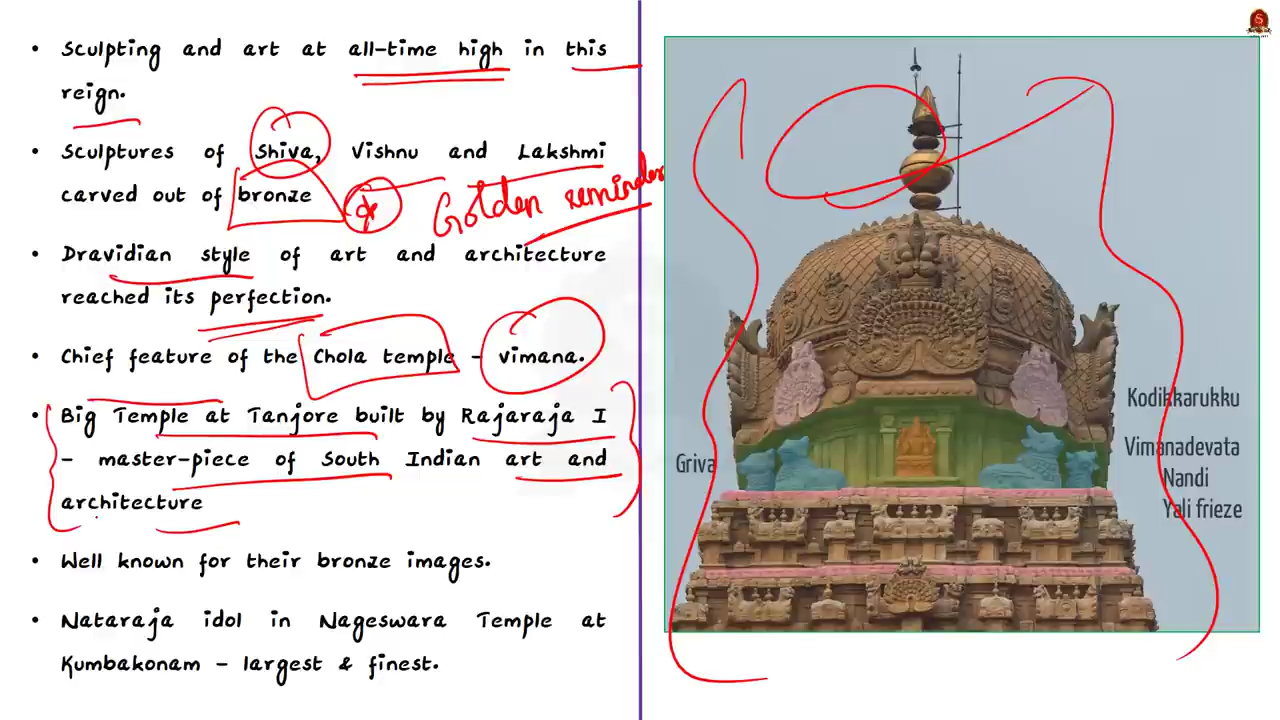 • Sculpting and art at all-time high in this
reign.
• Sculptures of Shiva, Vishnu and Lakshmi
carved out of bronze
Golden reminder
• Dravidian style of art and architecture
reached its perfection.
• Chief feature of the Chola temple - vimana.
• Big Temple at Tanjore built by Rajaraja I
- master-piece of South Indian art and
architecture
• Well known for their bronze images.
• Nataraja idol in Nageswara Temple at
Kumbakonam - largest & finest.
Griva
Kodikkarukku
Vimanadevata
Nandi
Yali frieze